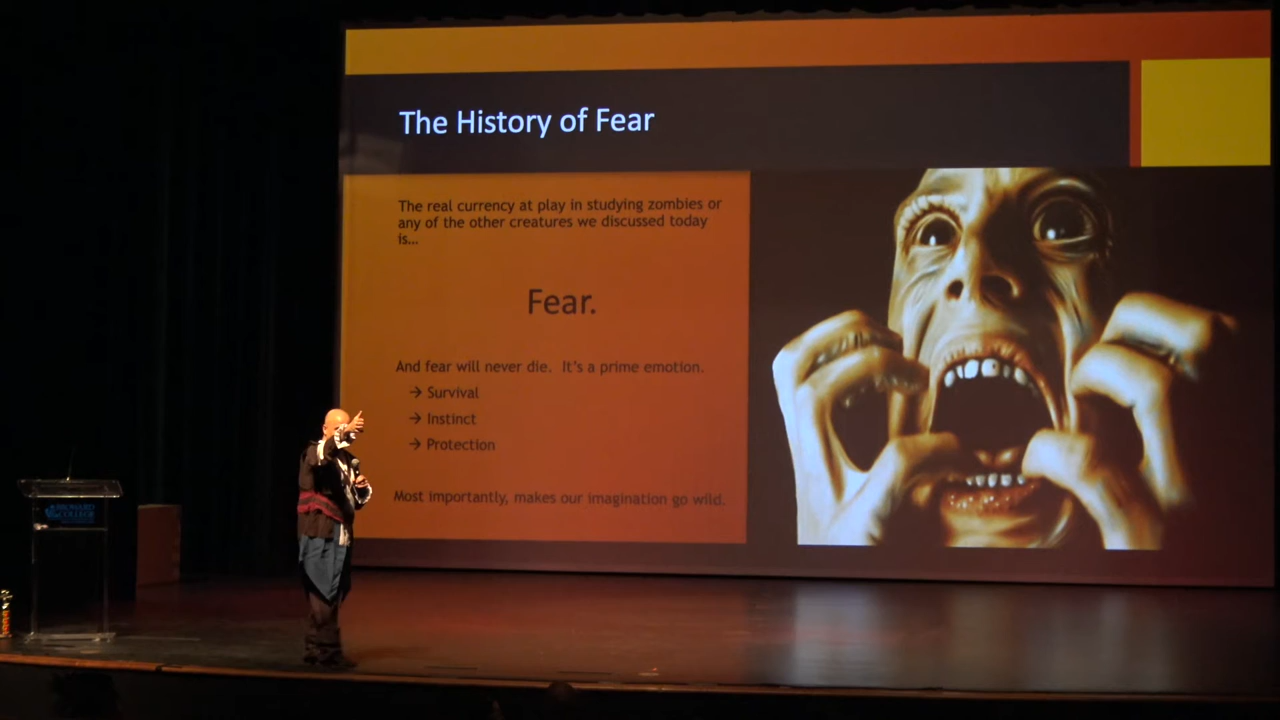 The History of Fear
The real currency at play in studying zombies or
any of the other creatures we discussed today
is...
Fear.
And fear will never die.  It's a prime emotion.
→ Survival
→ Instinct
→ Protection
Most importantly, makes our imagination go wild.
COLLEGE